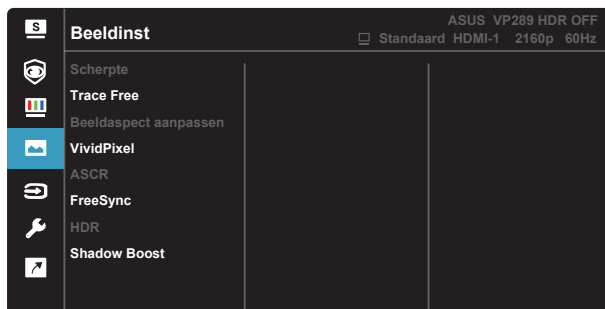 S
Beeldinst
ASUS VP289 HDR OFF
Standaard HDMI-1 2160p 60Hz
Scherpte
Trace Free
Beeldaspect aanpassen
VividPixel
ASCR
FreeSync
HDR
Shadow Boost